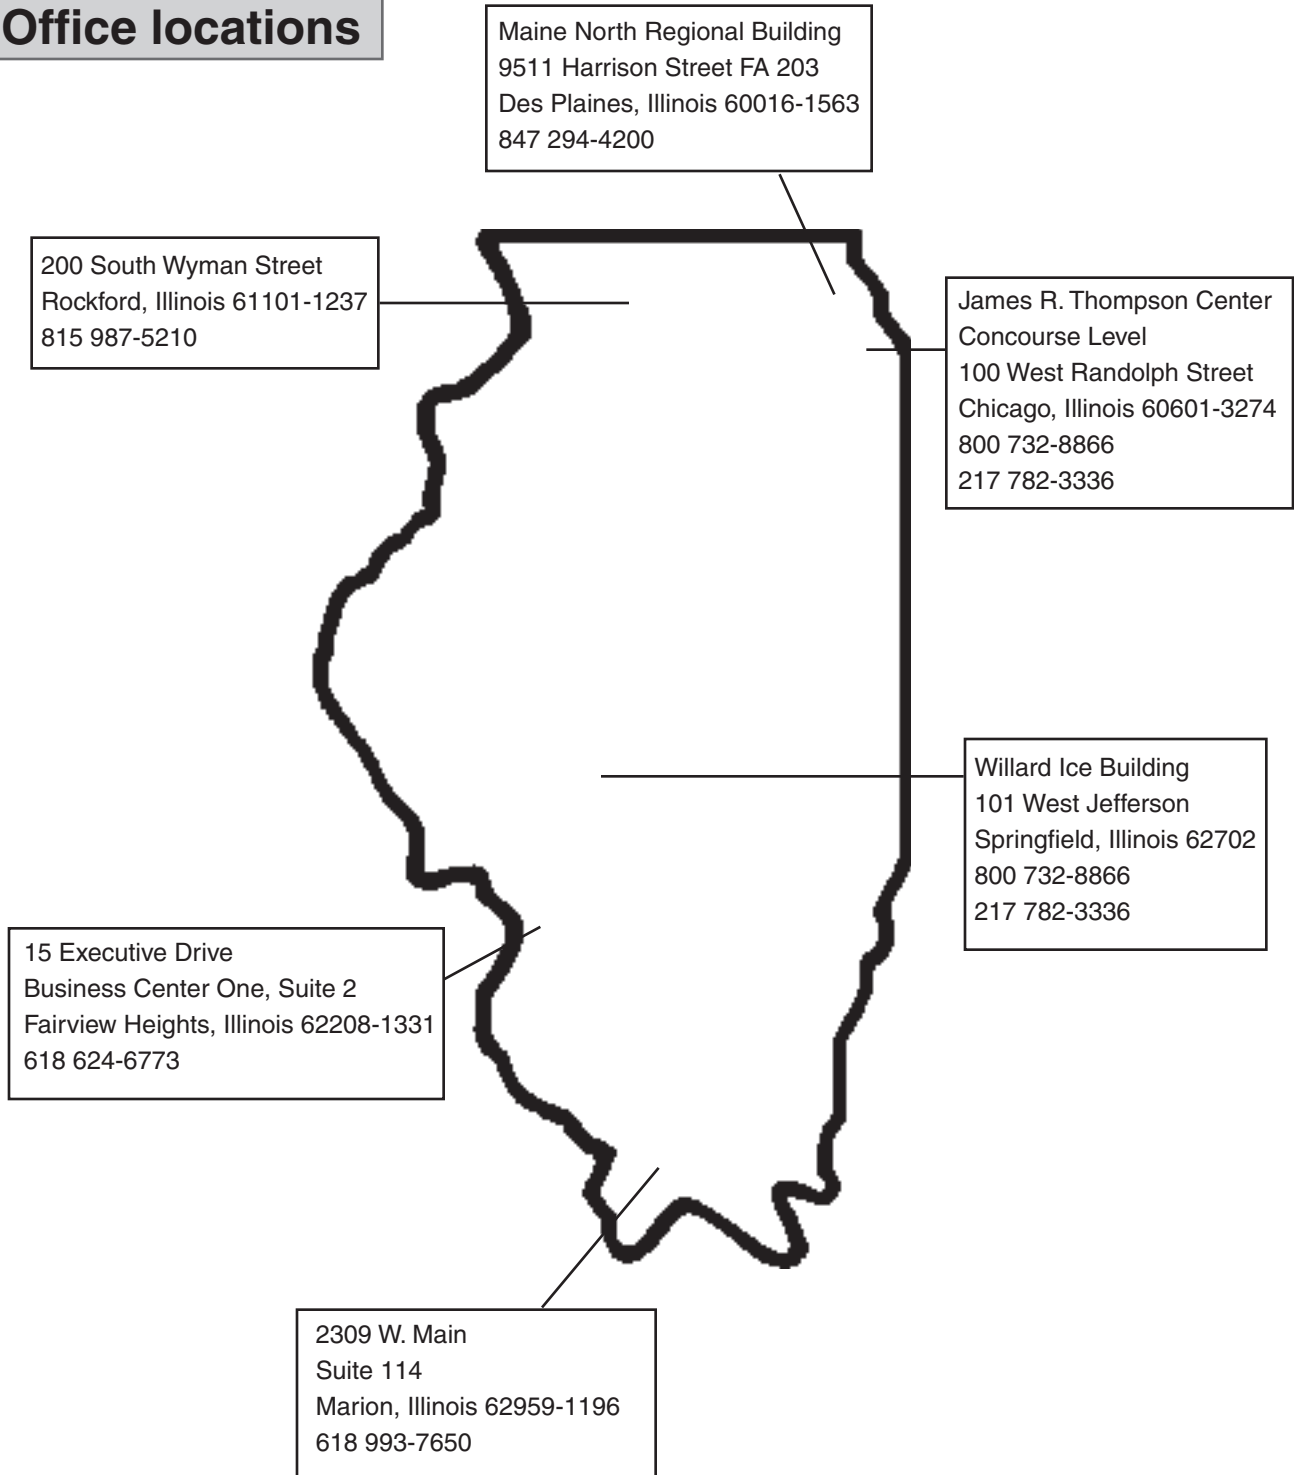 Office locations
Maine North Regional Building
9511 Harrison Street FA 203
Des Plaines, Illinois 60016-1563
847 294-4200
200 South Wyman Street
Rockford, Illinois 61101-1237
815 987-5210
James R. Thompson Center
Concourse Level
100 West Randolph Street
Chicago, Illinois 60601-3274
800 732-8866
217 782-3336
Willard Ice Building
101 West Jefferson
Springfield, Illinois 62702
800 732-8866
217 782-3336
15 Executive Drive
Business Center One, Suite 2
Fairview Heights, Illinois 62208-1331
618 624-6773
2309 W. Main
Suite 114
Marion, Illinois 62959-1196
618 993-7650